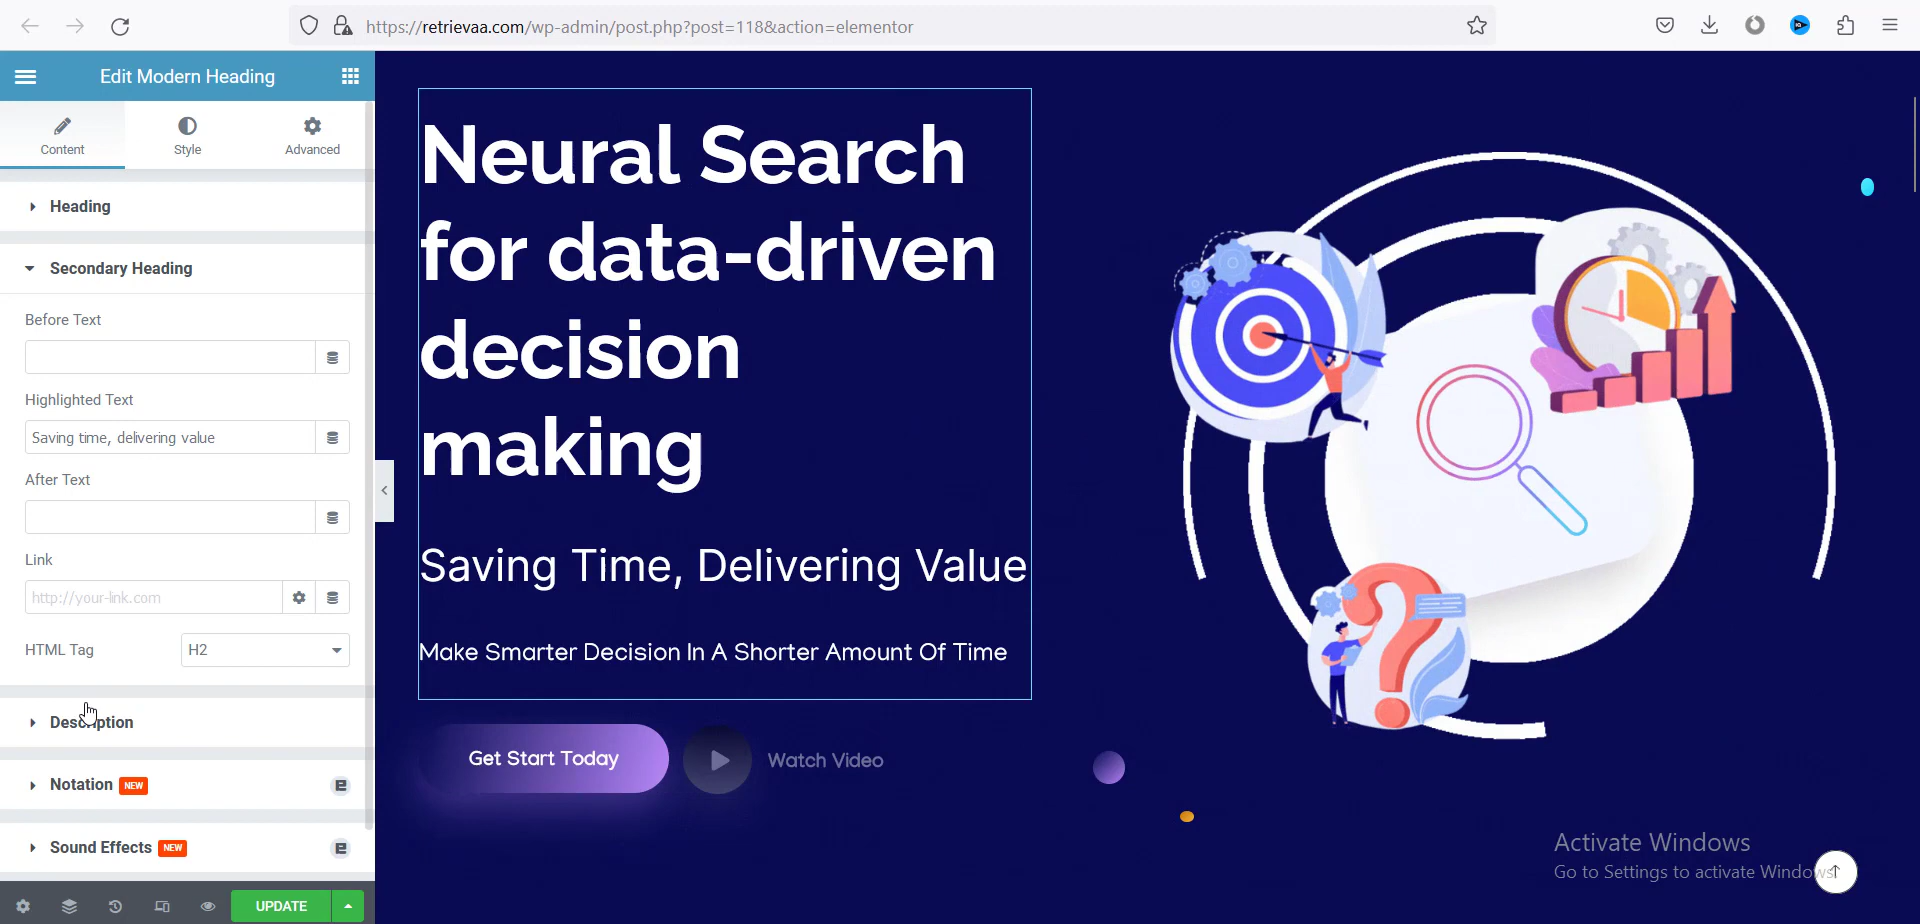 https://retrievaa.com/wp-admin/post.php?post=118&action=elementor
Edit Modern Heading
Content
Style
Advanced
Heading
Secondary Heading
Before Text
Highlighted Text
Saving time, delivering value
After Text
Link
http://your-link.com
HTML Tag
H2
Description
Notation NEW
Sound Effects NEW
UPDATE
Neural Search
for data-driven
decision
making
Saving Time, Delivering Value
Make Smarter Decision In A Shorter Amount Of Time
Get Start Today
Watch Video
Activate Windows
Go to Settings to activate Windows.